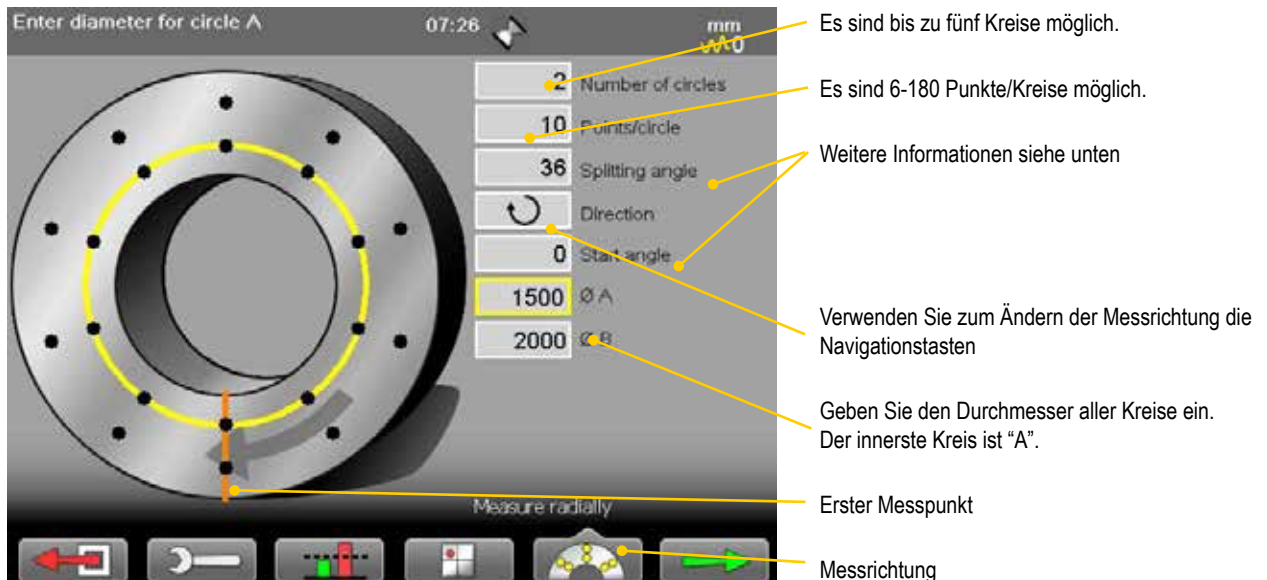 Enter diameter for circle A
07:26
mm
0
2 Number of circles
10 Points/circle
36 Splitting angle
Direction
0 Start angle
1500 Ø A
2000 Ø B
Measure radially
Es sind bis zu fünf Kreise möglich.
Es sind 6-180 Punkte/Kreise möglich.
Weitere Informationen siehe unten
Verwenden Sie zum Ändern der Messrichtung die
Navigationstasten
Geben Sie den Durchmesser aller Kreise ein.
Der innerste Kreis ist “A”.
Erster Messpunkt
Messrichtung